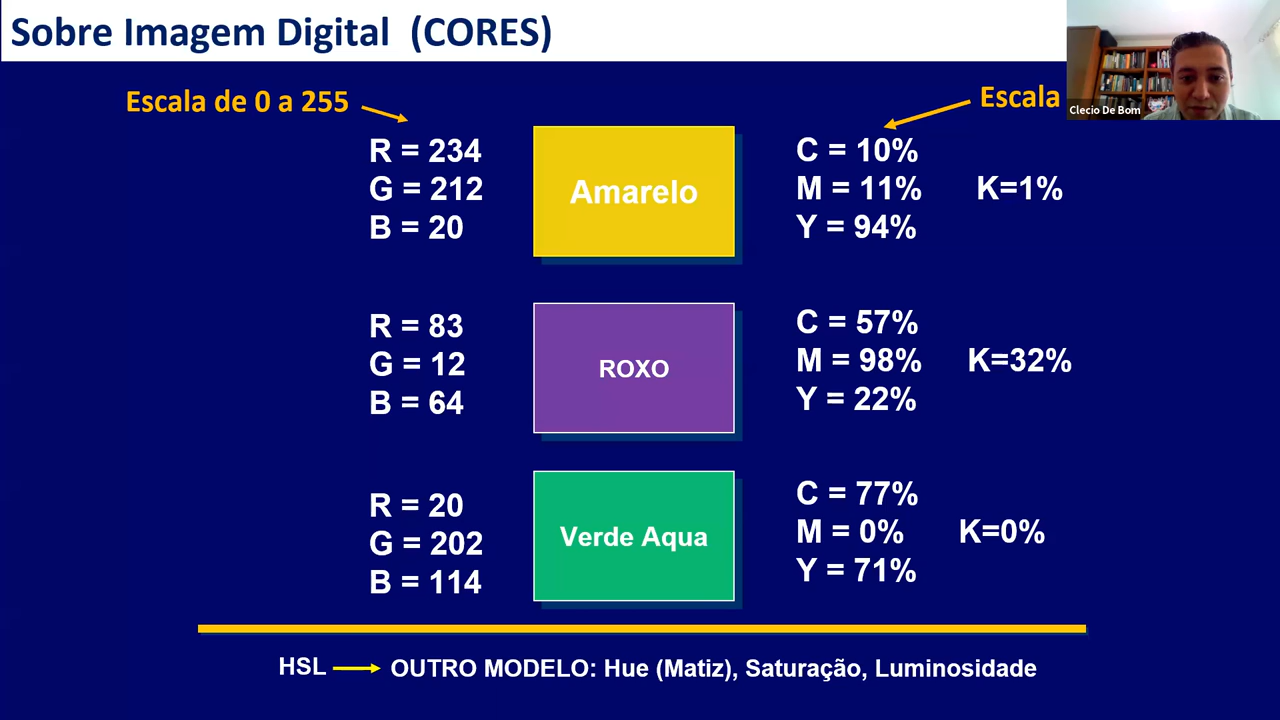 Sobre Imagem Digital (CORES)
Escala de 0 a 255
Escala
Clecio De Bom
R = 234
G = 212
B = 20
Amarelo
C = 10%
M = 11% K=1%
Y = 94%
R = 83
G = 12
B = 64
ROXO
C = 57%
M = 98% K=32%
Y = 22%
R = 20
G = 202
B = 114
Verde Aqua
C = 77%
M = 0% K=0%
Y = 71%
HSL OUTRO MODELO: Hue (Matiz), Saturação, Luminosidade